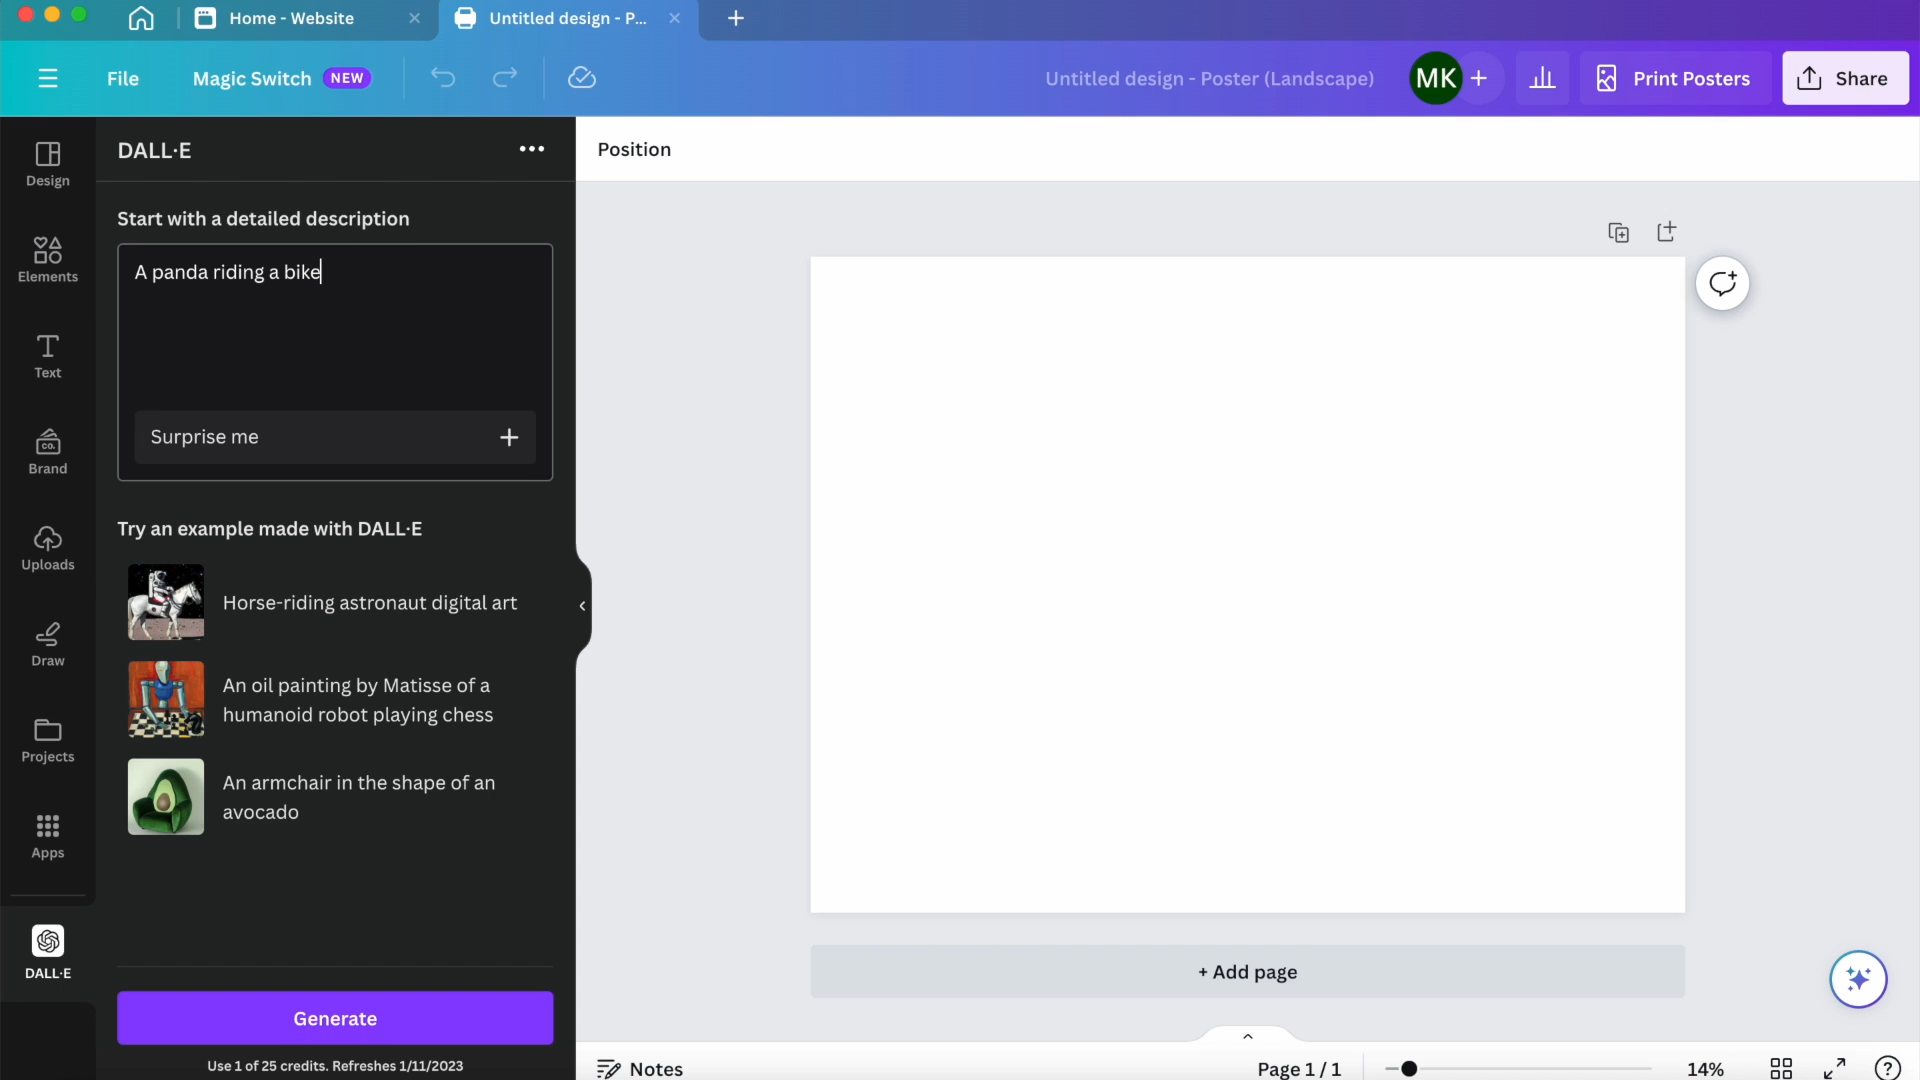 Home - Website
Untitled design - P...
File
Magic Switch NEW
Untitled design - Poster (Landscape)
MK
Print Posters
Share
Design
Elements
Text
CO.
Brand
Uploads
Draw
Projects
Apps
DALL·E
DALL·E
Start with a detailed description
A panda riding a bike
Surprise me
Try an example made with DALL·E
Horse-riding astronaut digital art
An oil painting by Matisse of a
humanoid robot playing chess
An armchair in the shape of an
avocado
Generate
Use 1 of 25 credits. Refreshes 1/11/2023
Position
+ Add page
Notes
Page 1 / 1
14%
?